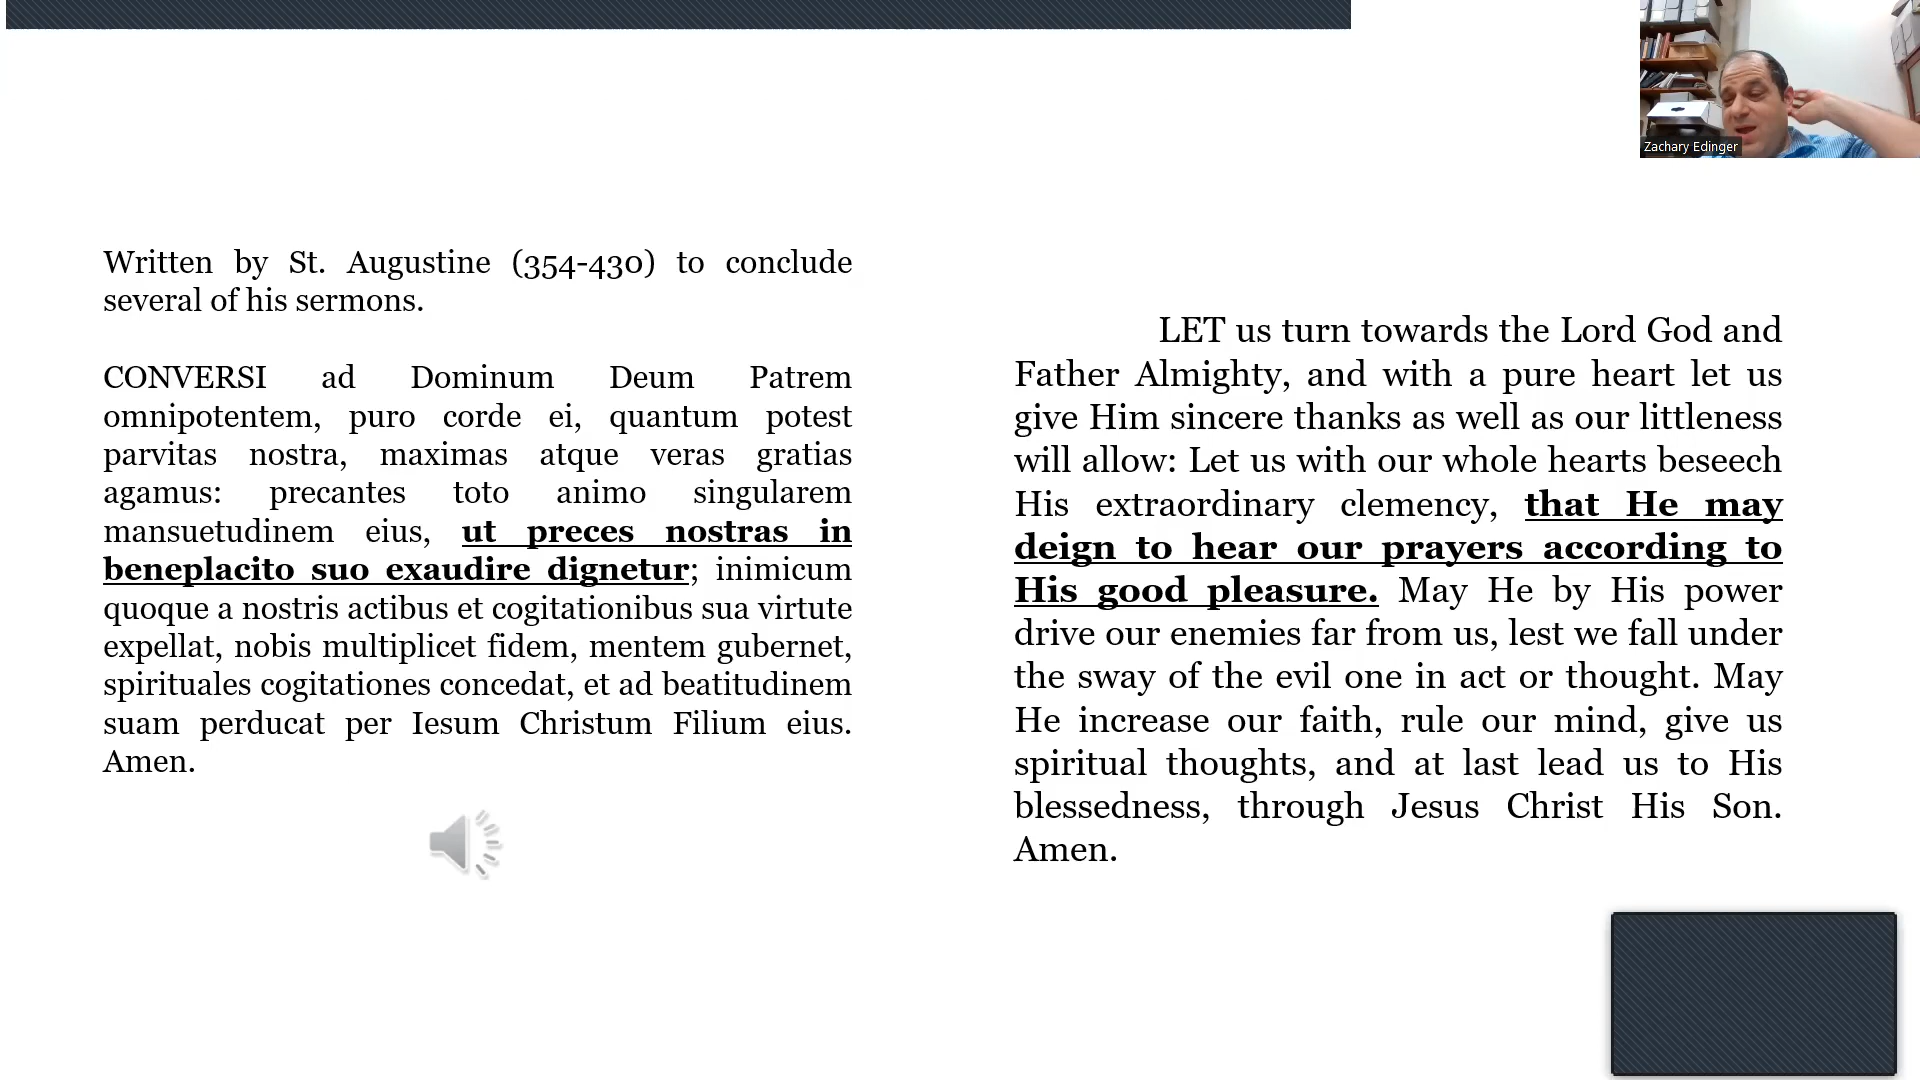 Zachary Edinger
Written by St. Augustine (354-430) to conclude
several of his sermons.
CONVERSI ad Dominum Deum Patrem
omnipotentem, puro corde ei, quantum potest
parvitas nostra, maximas atque veras gratias
agamus: precantes toto animo singularem
mansuetudinem eius, ut preces nostras in
beneplacito suo exaudire dignetur; inimicum
quoque a nostris actibus et cogitationibus sua virtute
expellat, nobis multiplicet fidem, mentem gubernet,
spirituales cogitationes concedat, et ad beatitudinem
suam perducat per Iesum Christum Filium eius.
Amen.
LET us turn towards the Lord God and
Father Almighty, and with a pure heart let us
give Him sincere thanks as well as our littleness
will allow: Let us with our whole hearts beseech
His extraordinary clemency, that He may
deign to hear our prayers according to
His good pleasure. May He by His power
drive our enemies far from us, lest we fall under
the sway of the evil one in act or thought. May
He increase our faith, rule our mind, give us
spiritual thoughts, and at last lead us to His
blessedness, through Jesus Christ His Son.
Amen.